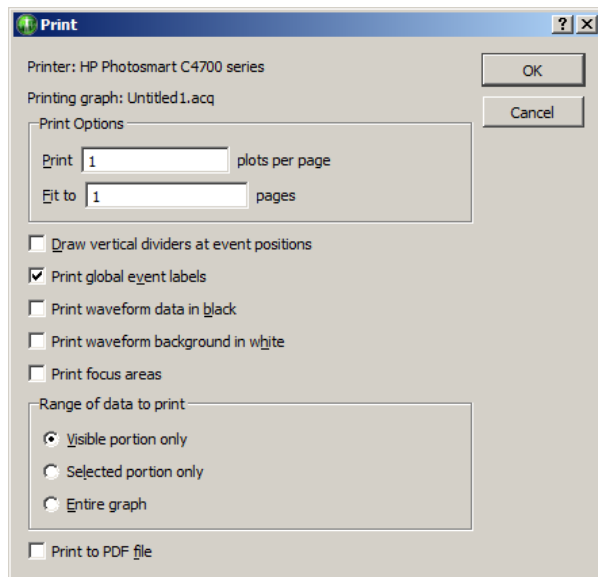 Print
Printer: HP Photosmart C4700 series
OK
Printing graph: Untitled1.acq
Cancel
Print Options
Print 1 plots per page
Fit to 1 pages
Draw vertical dividers at event positions
Print global event labels
Print waveform data in black
Print waveform background in white
Print focus areas
Range of data to print
Visible portion only
Selected portion only
Entire graph
Print to PDF file